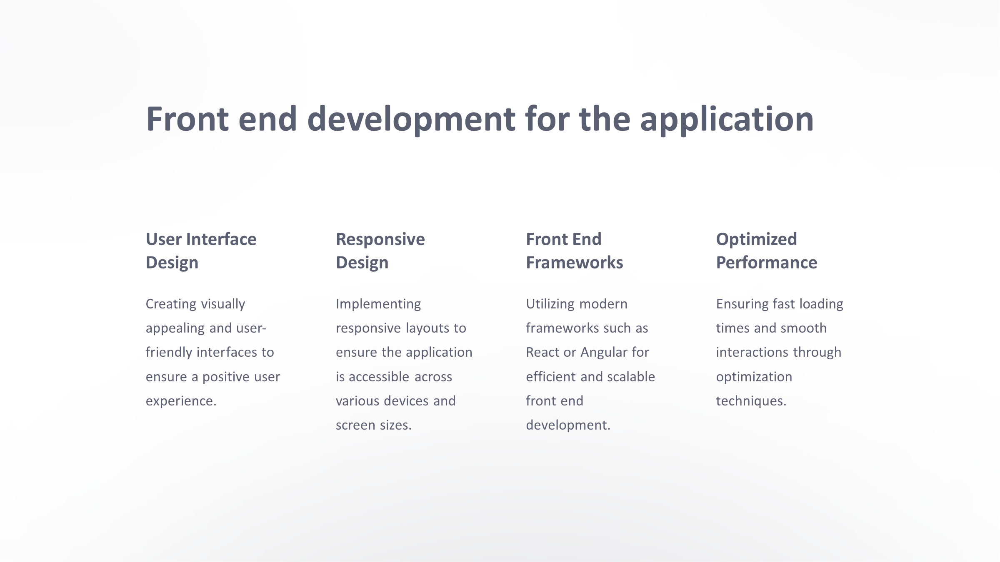 Front end development for the application
User Interface
Design
Creating visually
appealing and user-
friendly interfaces to
ensure a positive user
experience.
Responsive
Design
Implementing
responsive layouts to
ensure the application
is accessible across
various devices and
screen sizes.
Front End
Frameworks
Utilizing modern
frameworks such as
React or Angular for
efficient and scalable
front end
development.
Optimized
Performance
Ensuring fast loading
times and smooth
interactions through
optimization
techniques.